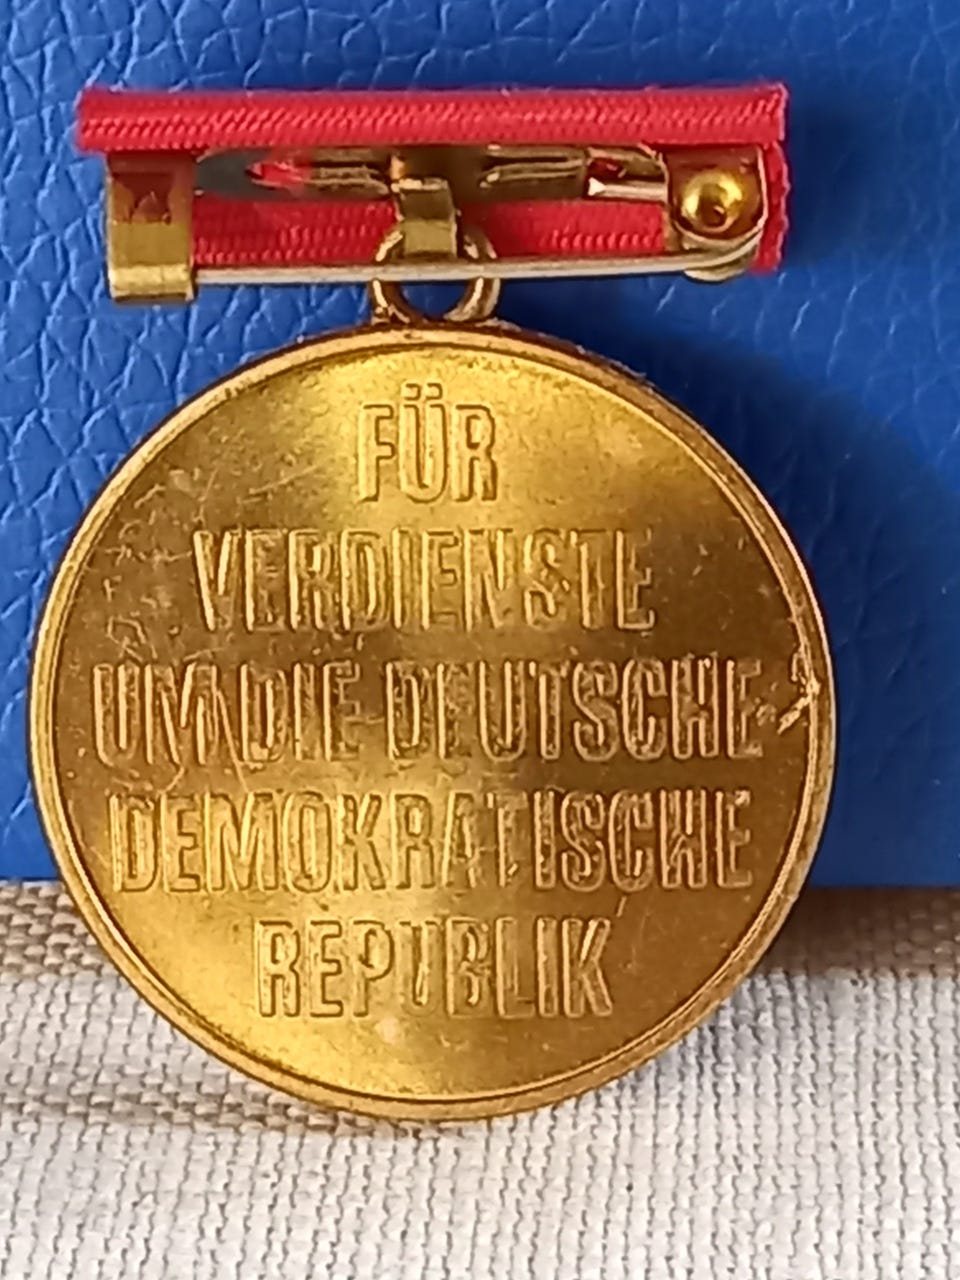 FÜR
VERDIENSTE
UM DIE DEUTSCHE
DEMOKRATISCHE
REPUBLIK